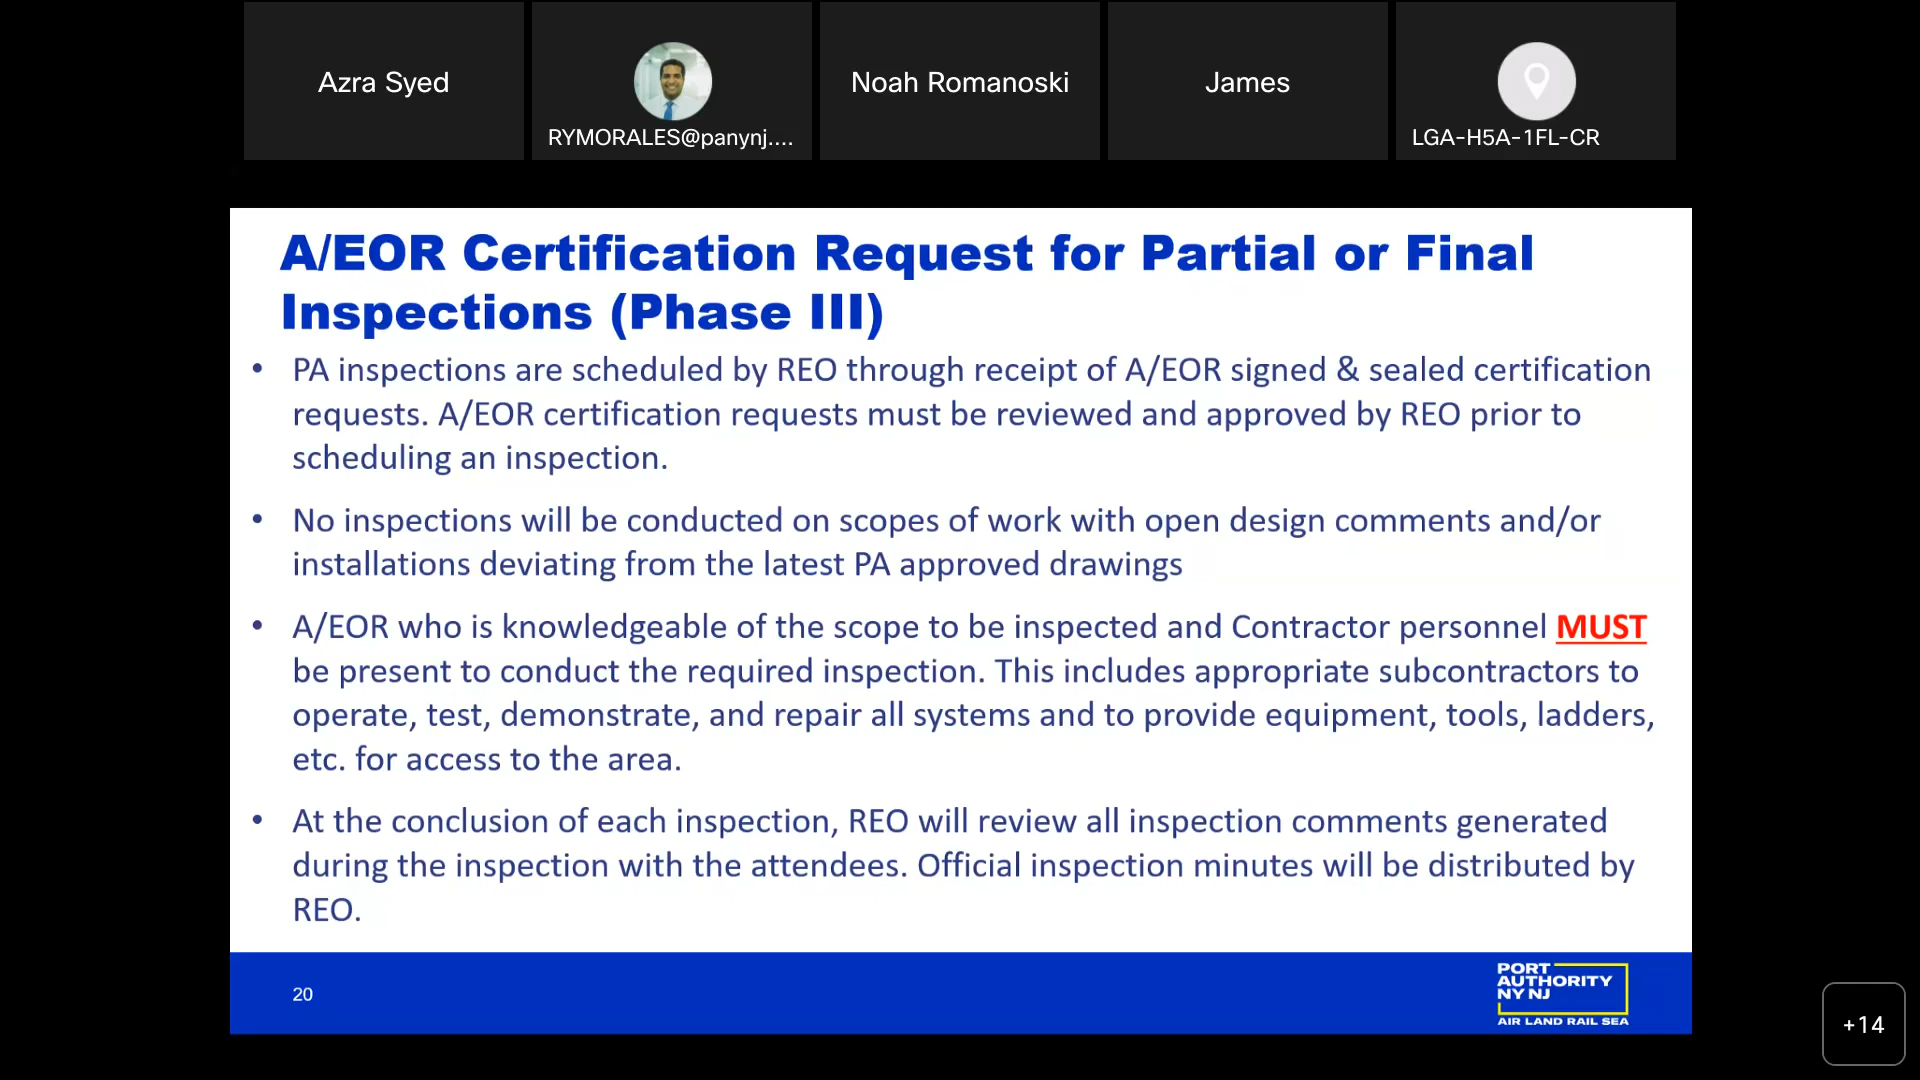 Azra Syed
RYMORALES@panynj....
Noah Romanoski
James
LGA-H5A-1FL-CR
A/EOR Certification Request for Partial or Final
Inspections (Phase III)
• PA inspections are scheduled by REO through receipt of A/EOR signed & sealed certification
requests. A/EOR certification requests must be reviewed and approved by REO prior to
scheduling an inspection.
• No inspections will be conducted on scopes of work with open design comments and/or
installations deviating from the latest PA approved drawings
• A/EOR who is knowledgeable of the scope to be inspected and Contractor personnel MUST
be present to conduct the required inspection. This includes appropriate subcontractors to
operate, test, demonstrate, and repair all systems and to provide equipment, tools, ladders,
etc. for access to the area.
• At the conclusion of each inspection, REO will review all inspection comments generated
during the inspection with the attendees. Official inspection minutes will be distributed by
REO.
20
PORT
AUTHORITY
NY NJ
AIR LAND RAIL SEA
+14